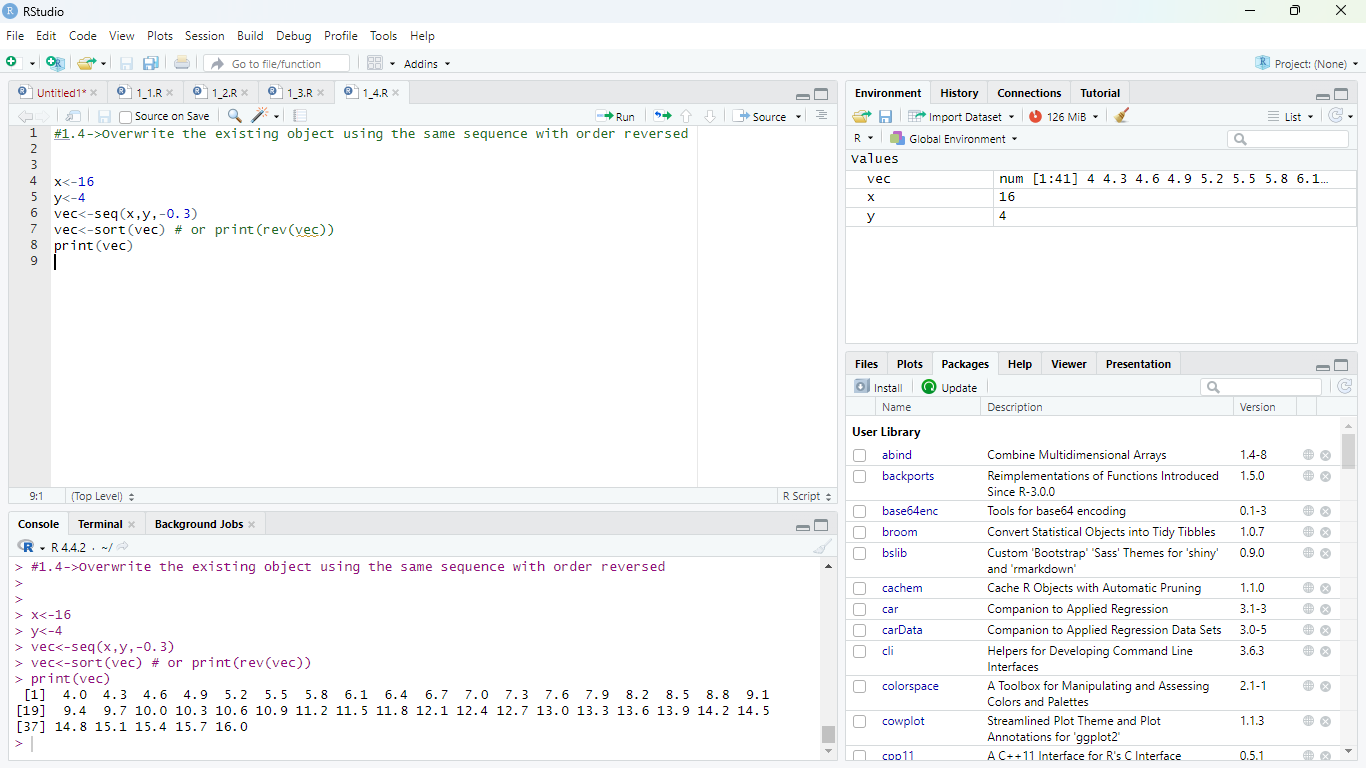 RStudio
File Edit Code View Plots Session Build Debug Profile Tools Help
Go to file/function Addins Project: (None)
Untitled1* 1_1.R 1_2.R 1_3.R 1_4.R
Source on Save Run Source
1 #1.4->Overwrite the existing object using the same sequence with order reversed
2
3
4 x<-16
5 y<-4
6 vec<-seq(x,y,-0.3)
7 vec<-sort(vec) # or print(rev(vec))
8 print(vec)
9
9:1 (Top Level) R Script
Console Terminal Background Jobs
R 4.4.2 · ~/
> #1.4->Overwrite the existing object using the same sequence with order reversed
>
>
> x<-16
> y<-4
> vec<-seq(x,y,-0.3)
> vec<-sort(vec) # or print(rev(vec))
> print(vec)
[1] 4.0 4.3 4.6 4.9 5.2 5.5 5.8 6.1 6.4 6.7 7.0 7.3 7.6 7.9 8.2 8.5 8.8 9.1
[19] 9.4 9.7 10.0 10.3 10.6 10.9 11.2 11.5 11.8 12.1 12.4 12.7 13.0 13.3 13.6 13.9 14.2 14.5
[37] 14.8 15.1 15.4 15.7 16.0
>
Environment History Connections Tutorial
Import Dataset 126 MiB List
R Global Environment
Values
vec num [1:41] 4 4.3 4.6 4.9 5.2 5.5 5.8 6.1…
x 16
y 4
Files Plots Packages Help Viewer Presentation
Install Update
Name Description Version
User Library
abind Combine Multidimensional Arrays 1.4-8
backports Reimplementations of Functions Introduced 1.5.0
Since R-3.0.0
base64enc Tools for base64 encoding 0.1-3
broom Convert Statistical Objects into Tidy Tibbles 1.0.7
bslib Custom 'Bootstrap' 'Sass' Themes for 'shiny' 0.9.0
and 'rmarkdown'
cachem Cache R Objects with Automatic Pruning 1.1.0
car Companion to Applied Regression 3.1-3
carData Companion to Applied Regression Data Sets 3.0-5
cli Helpers for Developing Command Line 3.6.3
Interfaces
colorspace A Toolbox for Manipulating and Assessing 2.1-1
Colors and Palettes
cowplot Streamlined Plot Theme and Plot 1.1.3
Annotations for 'ggplot2'
cpp11 A C++11 Interface for R's C Interface 0.5.1